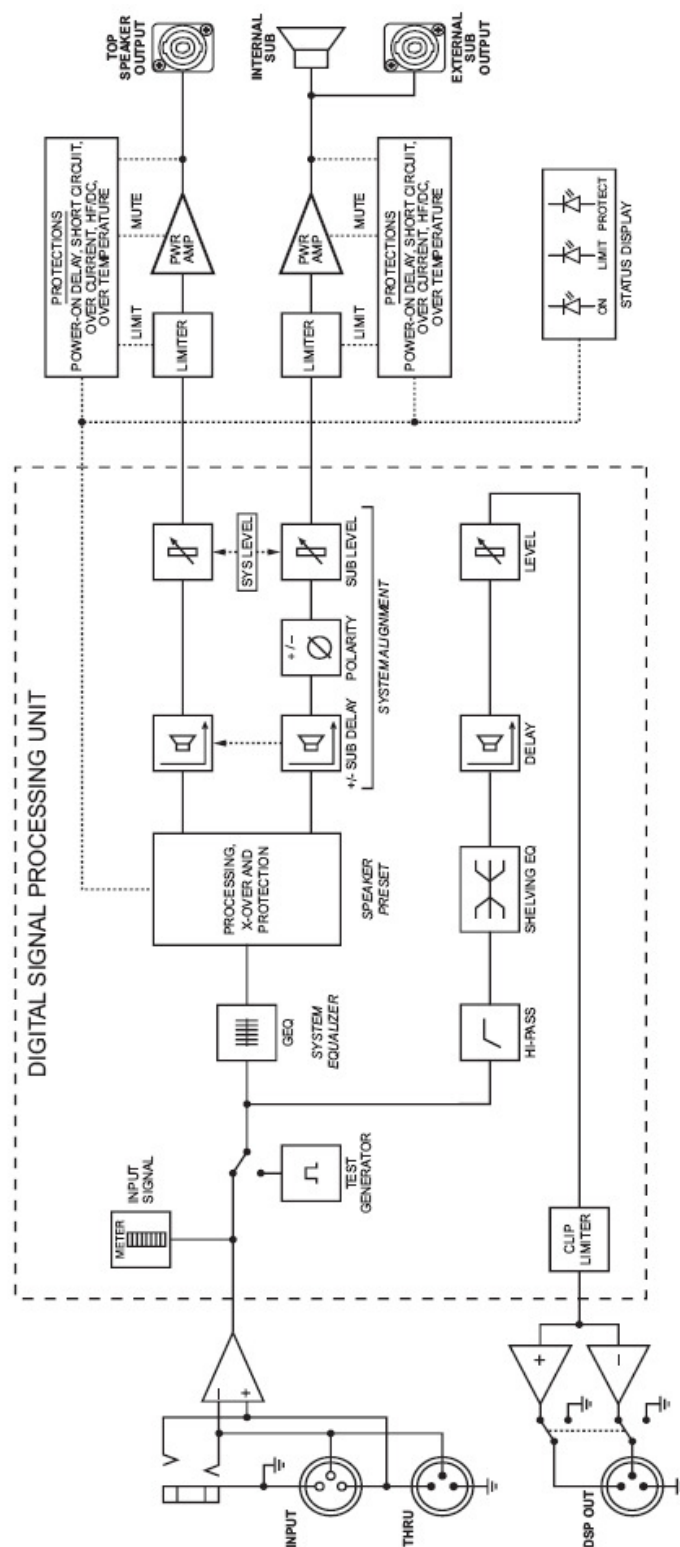 DIGITAL SIGNAL PROCESSING UNIT
INPUT
THRU
DSP OUT
METER
INPUT
SIGNAL
TEST
GENERATOR
CLIP
LIMITER
GEQ
SYSTEM
EQUALIZER
HI-PASS
PROCESSING,
X-OVER AND
PROTECTION
SPEAKER
PRESET
SHELVING EQ
+/- SUB DELAY
DELAY
+/–
POLARITY
SYSTEM ALIGNMENT
SYS LEVEL
SUB LEVEL
LEVEL
LIMITER
LIMIT
LIMITER
LIMIT
PROTECTIONS
POWER-ON DELAY, SHORT CIRCUIT,
OVER CURRENT, HF/DC,
OVER TEMPERATURE
MUTE
PWR
AMP
PWR
AMP
MUTE
PROTECTIONS
POWER-ON DELAY, SHORT CIRCUIT,
OVER CURRENT, HF/DC,
OVER TEMPERATURE
ON
LIMIT
PROTECT
STATUS DISPLAY
TOP
SPEAKER
OUTPUT
INTERNAL
SUB
EXTERNAL
SUB
OUTPUT
–
+
+
–